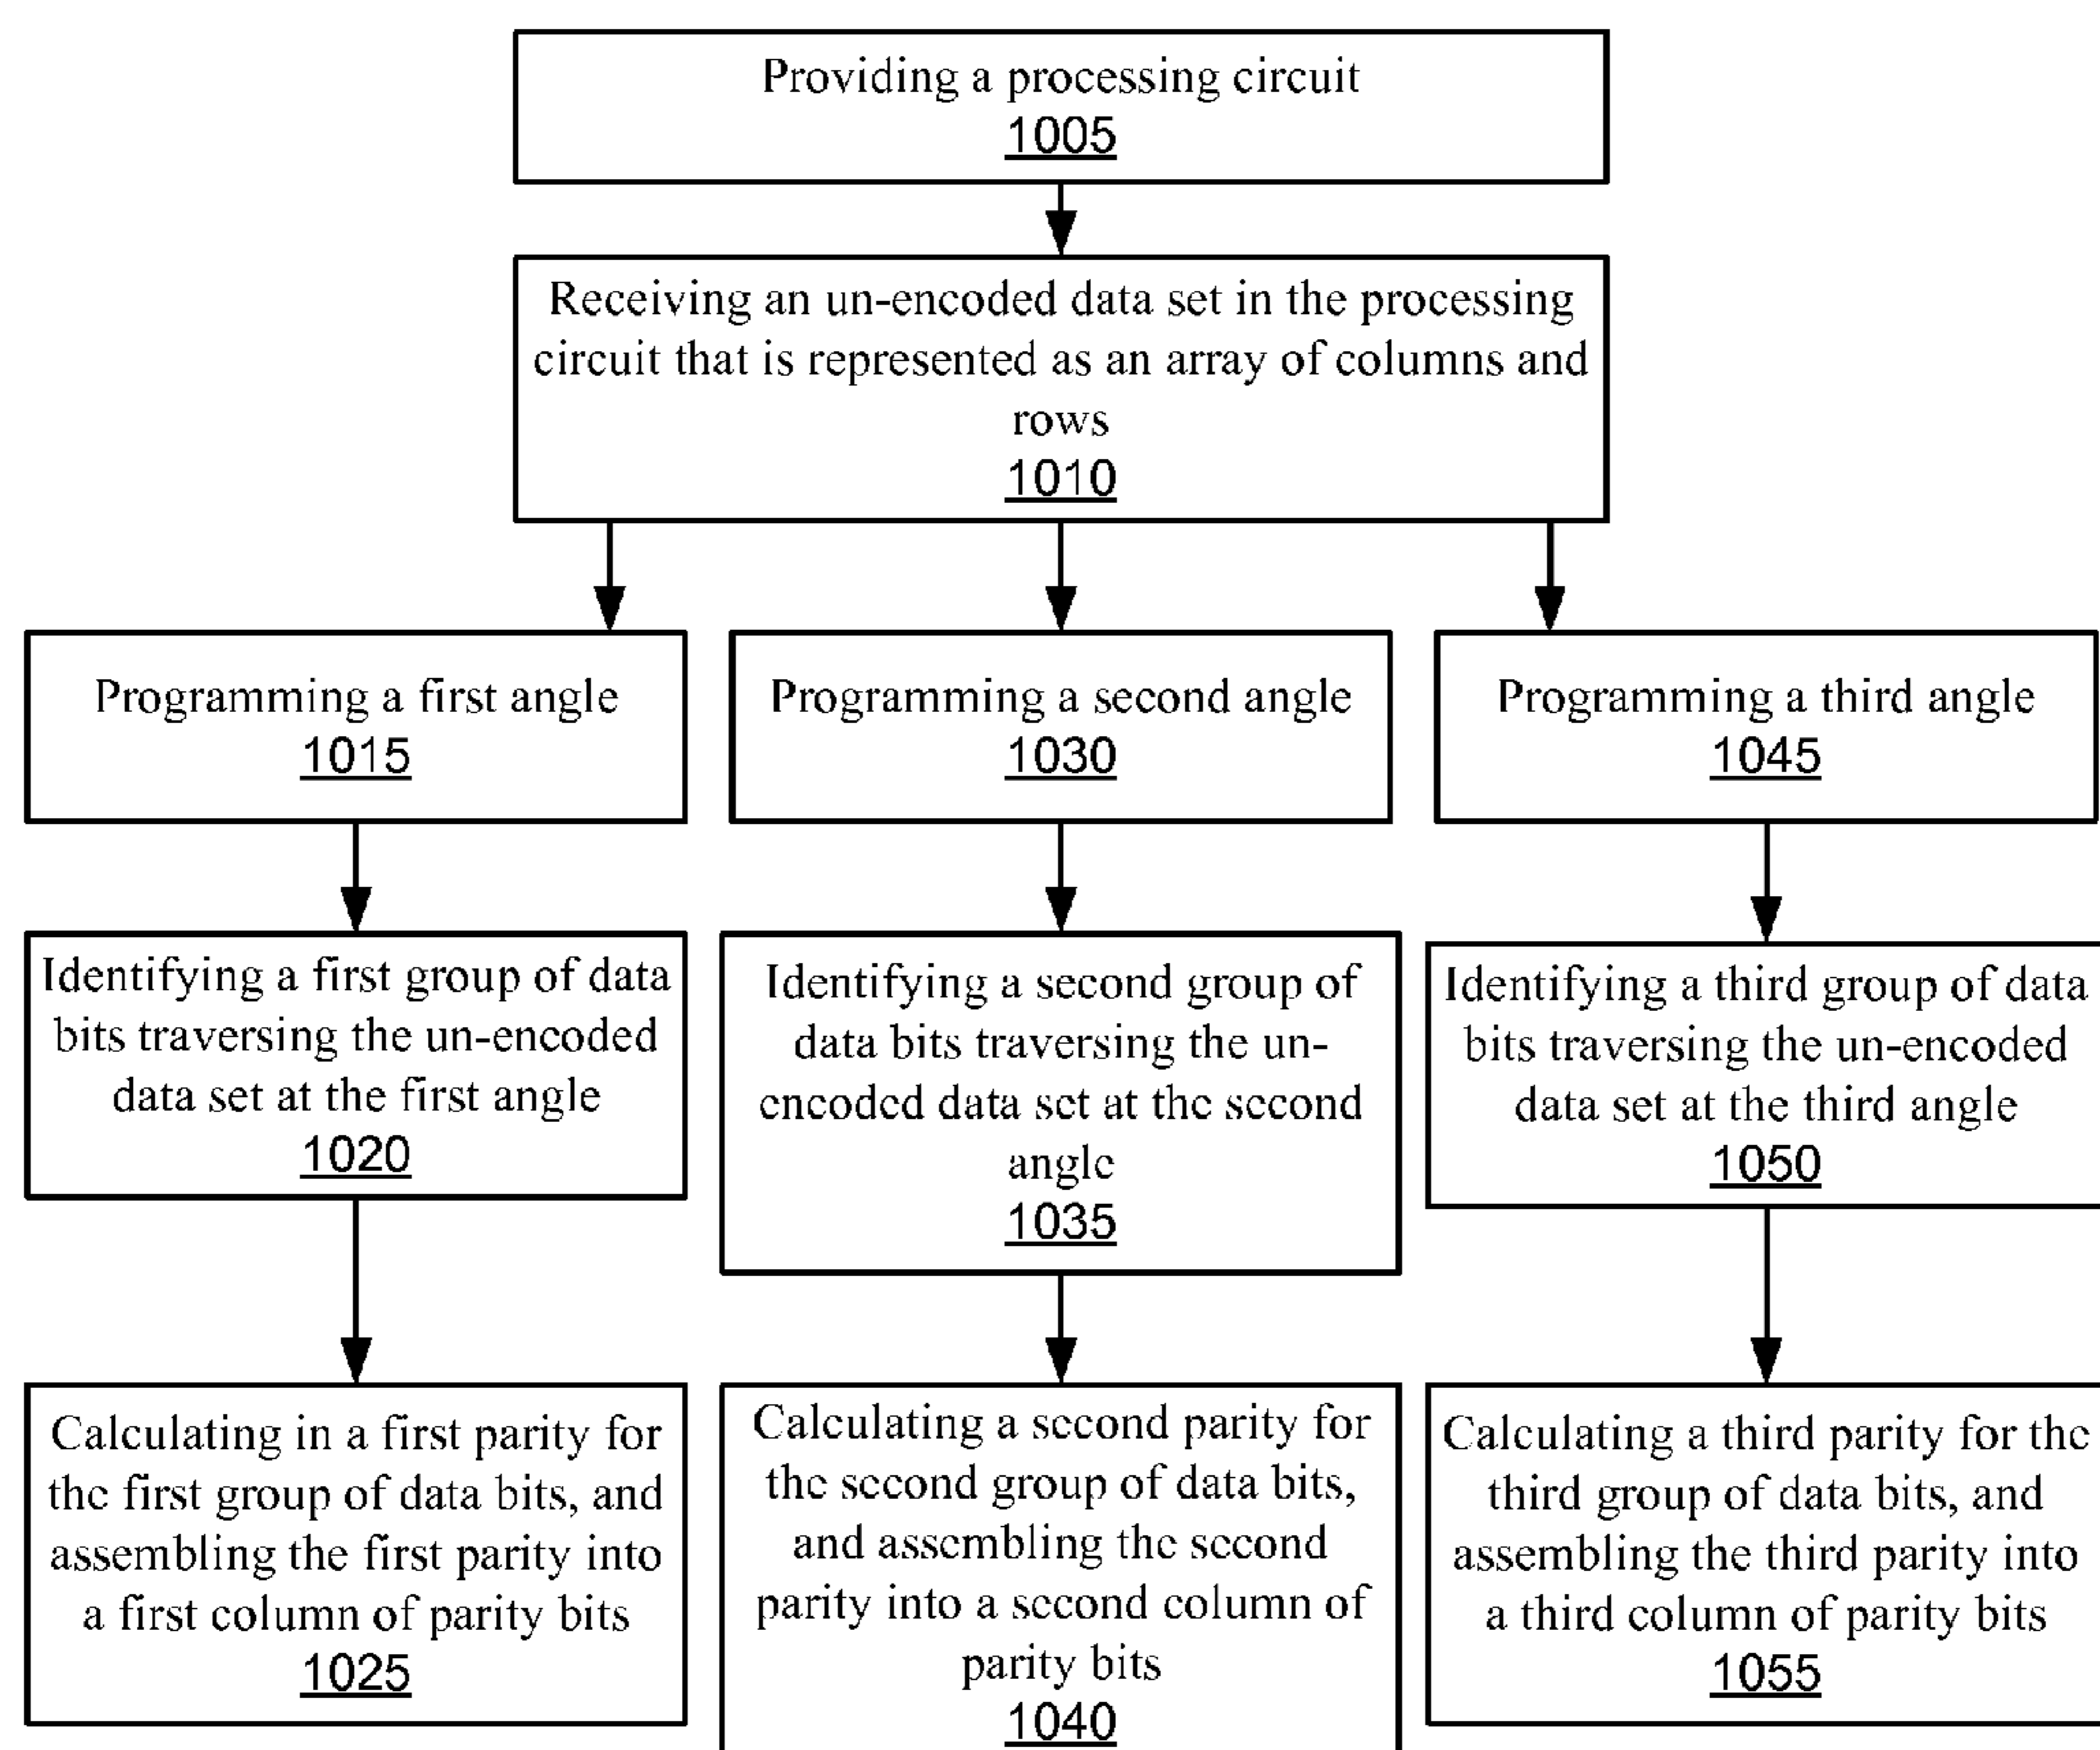 Providing a processing circuit
1005
Receiving an un-encoded data set in the processing
circuit that is represented as an array of columns and
rows
1010
Programming a first angle
1015
Programming a second angle
1030
Programming a third angle
1045
Identifying a first group of data
bits traversing the un-encoded
data set at the first angle
1020
Identifying a second group of
data bits traversing the un-
encoded data set at the second
angle
1035
Identifying a third group of data
bits traversing the un-encoded
data set at the third angle
1050
Calculating in a first parity for
the first group of data bits, and
assembling the first parity into
a first column of parity bits
1025
Calculating a second parity for
the second group of data bits,
and assembling the second
parity into a second column of
parity bits
1040
Calculating a third parity for the
third group of data bits, and
assembling the third parity into
a third column of parity bits
1055